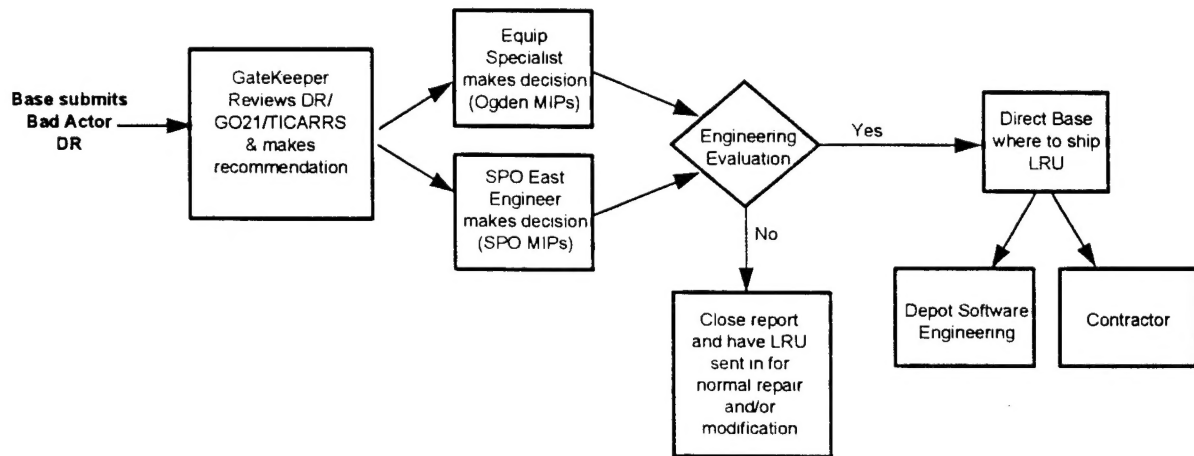 Base submits
Bad Actor
DR
GateKeeper
Reviews DR/
GO21/TICARRS
& makes
recommendation
Equip
Specialist
makes decision
(Ogden MIPs)
SPO East
Engineer
makes decision
(SPO MIPs)
Engineering
Evaluation
Yes
No
Direct Base
where to ship
LRU
Depot Software
Engineering
Contractor
Close report
and have LRU
sent in for
normal repair
and/or
modification